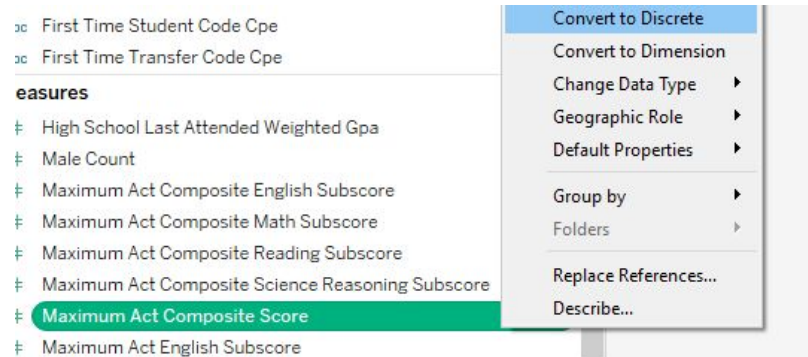 First Time Student Code Cpe
First Time Transfer Code Cpe
easures
High School Last Attended Weighted Gpa
Male Count
Maximum Act Composite English Subscore
Maximum Act Composite Math Subscore
Maximum Act Composite Reading Subscore
Maximum Act Composite Science Reasoning Subscore
Maximum Act Composite Score
Maximum Act English Subscore
Convert to Discrete
Convert to Dimension
Change Data Type
Geographic Role
Default Properties
Group by
Folders
Replace References...
Describe...